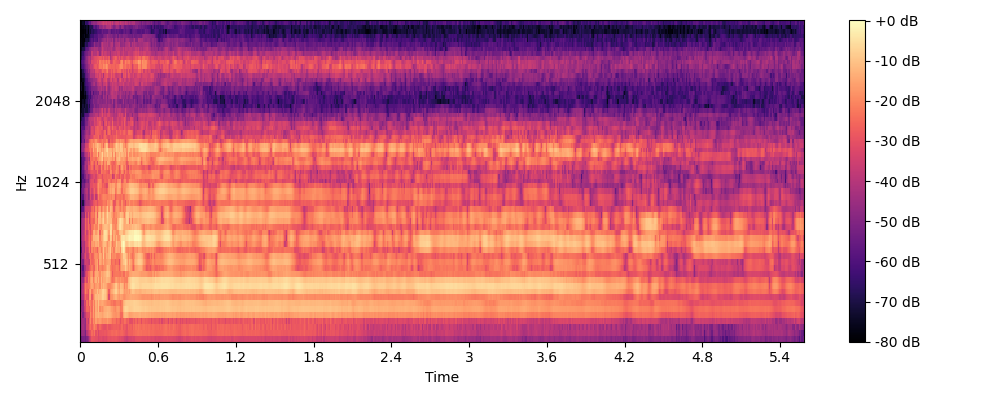 Hz
2048
1024
512
0 0.6 1.2 1.8 2.4 3 3.6 4.2 4.8 5.4
Time
+0 dB
-10 dB
-20 dB
-30 dB
-40 dB
-50 dB
-60 dB
-70 dB
-80 dB